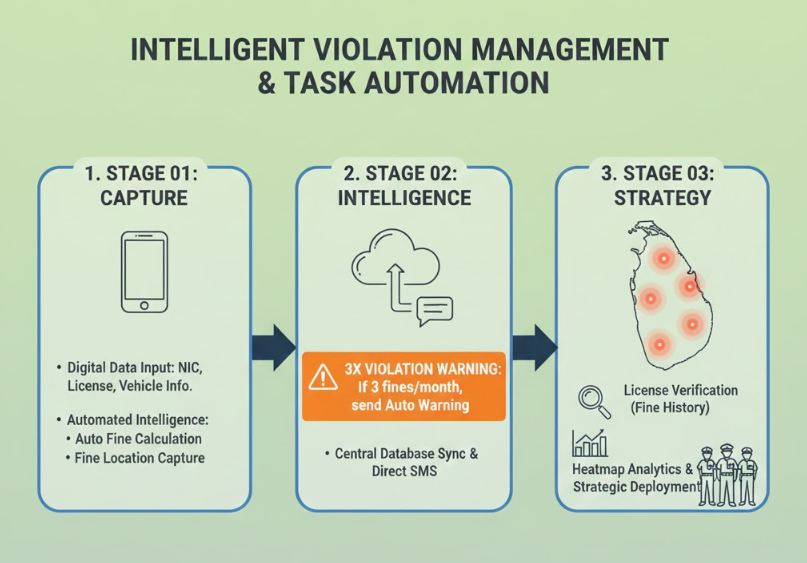 INTELLIGENT VIOLATION MANAGEMENT
& TASK AUTOMATION
1. STAGE 01:
CAPTURE
• Digital Data Input: NIC,
License, Vehicle Info.
• Automated Intelligence:
• Auto Fine Calculation
• Fine Location Capture
2. STAGE 02:
INTELLIGENCE
3X VIOLATION WARNING:
If 3 fines/month,
send Auto Warning
• Central Database Sync &
Direct SMS
3. STAGE 03:
STRATEGY
License Verification
(Fine History)
Heatmap Analytics &
Strategic Deployment